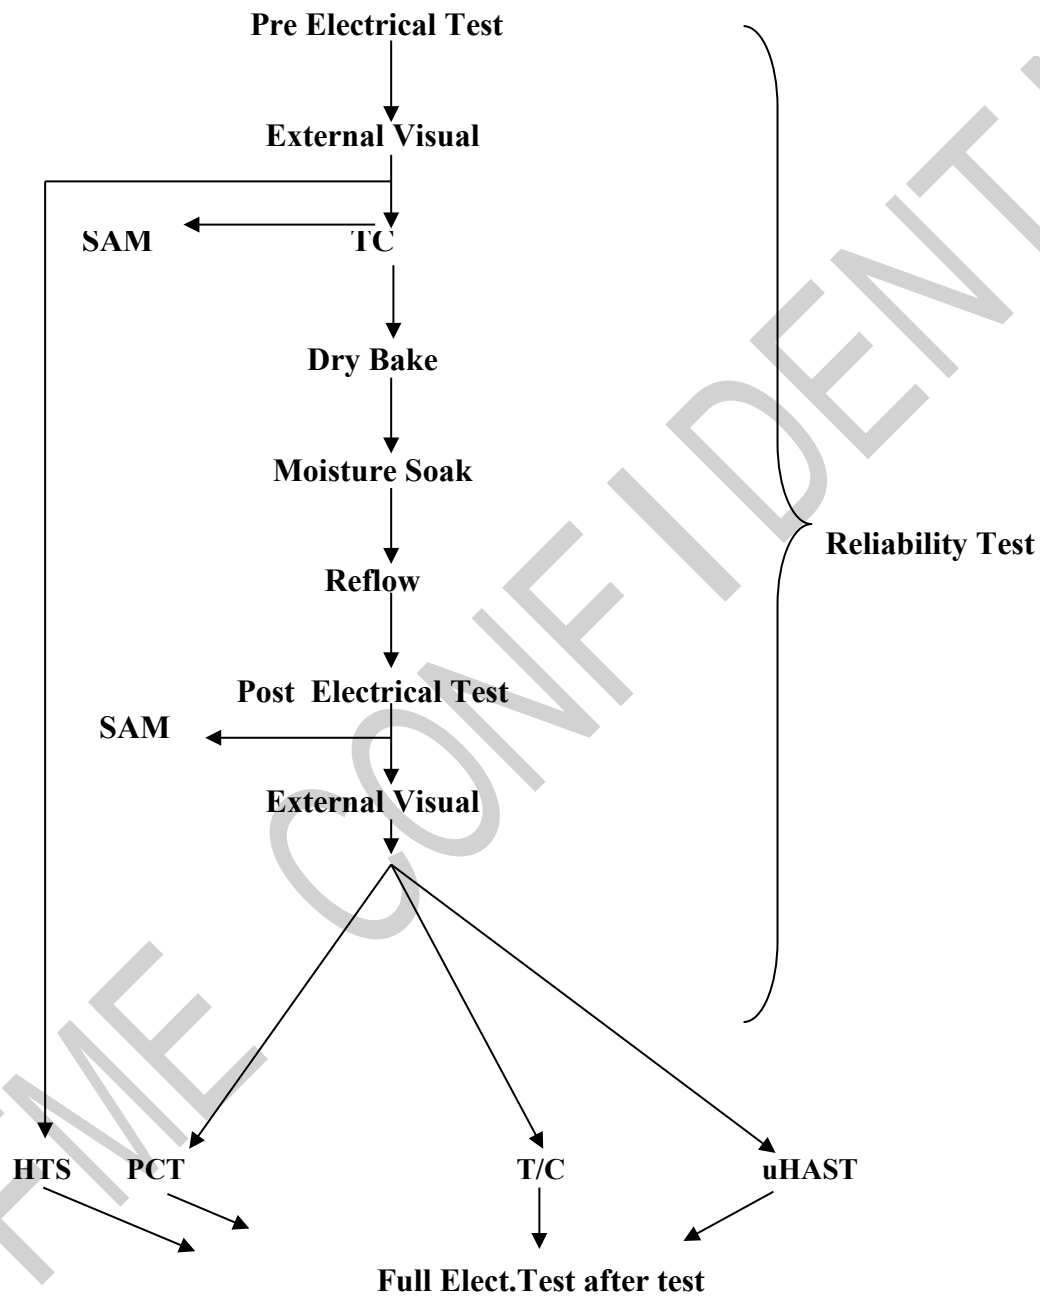 Pre Electrical Test
External Visual
SAM
TC
Dry Bake
Moisture Soak
Reflow
Reliability Test
Post Electrical Test
SAM
External Visual
HTS
PCT
T/C
uHAST
Full Elect.Test after test